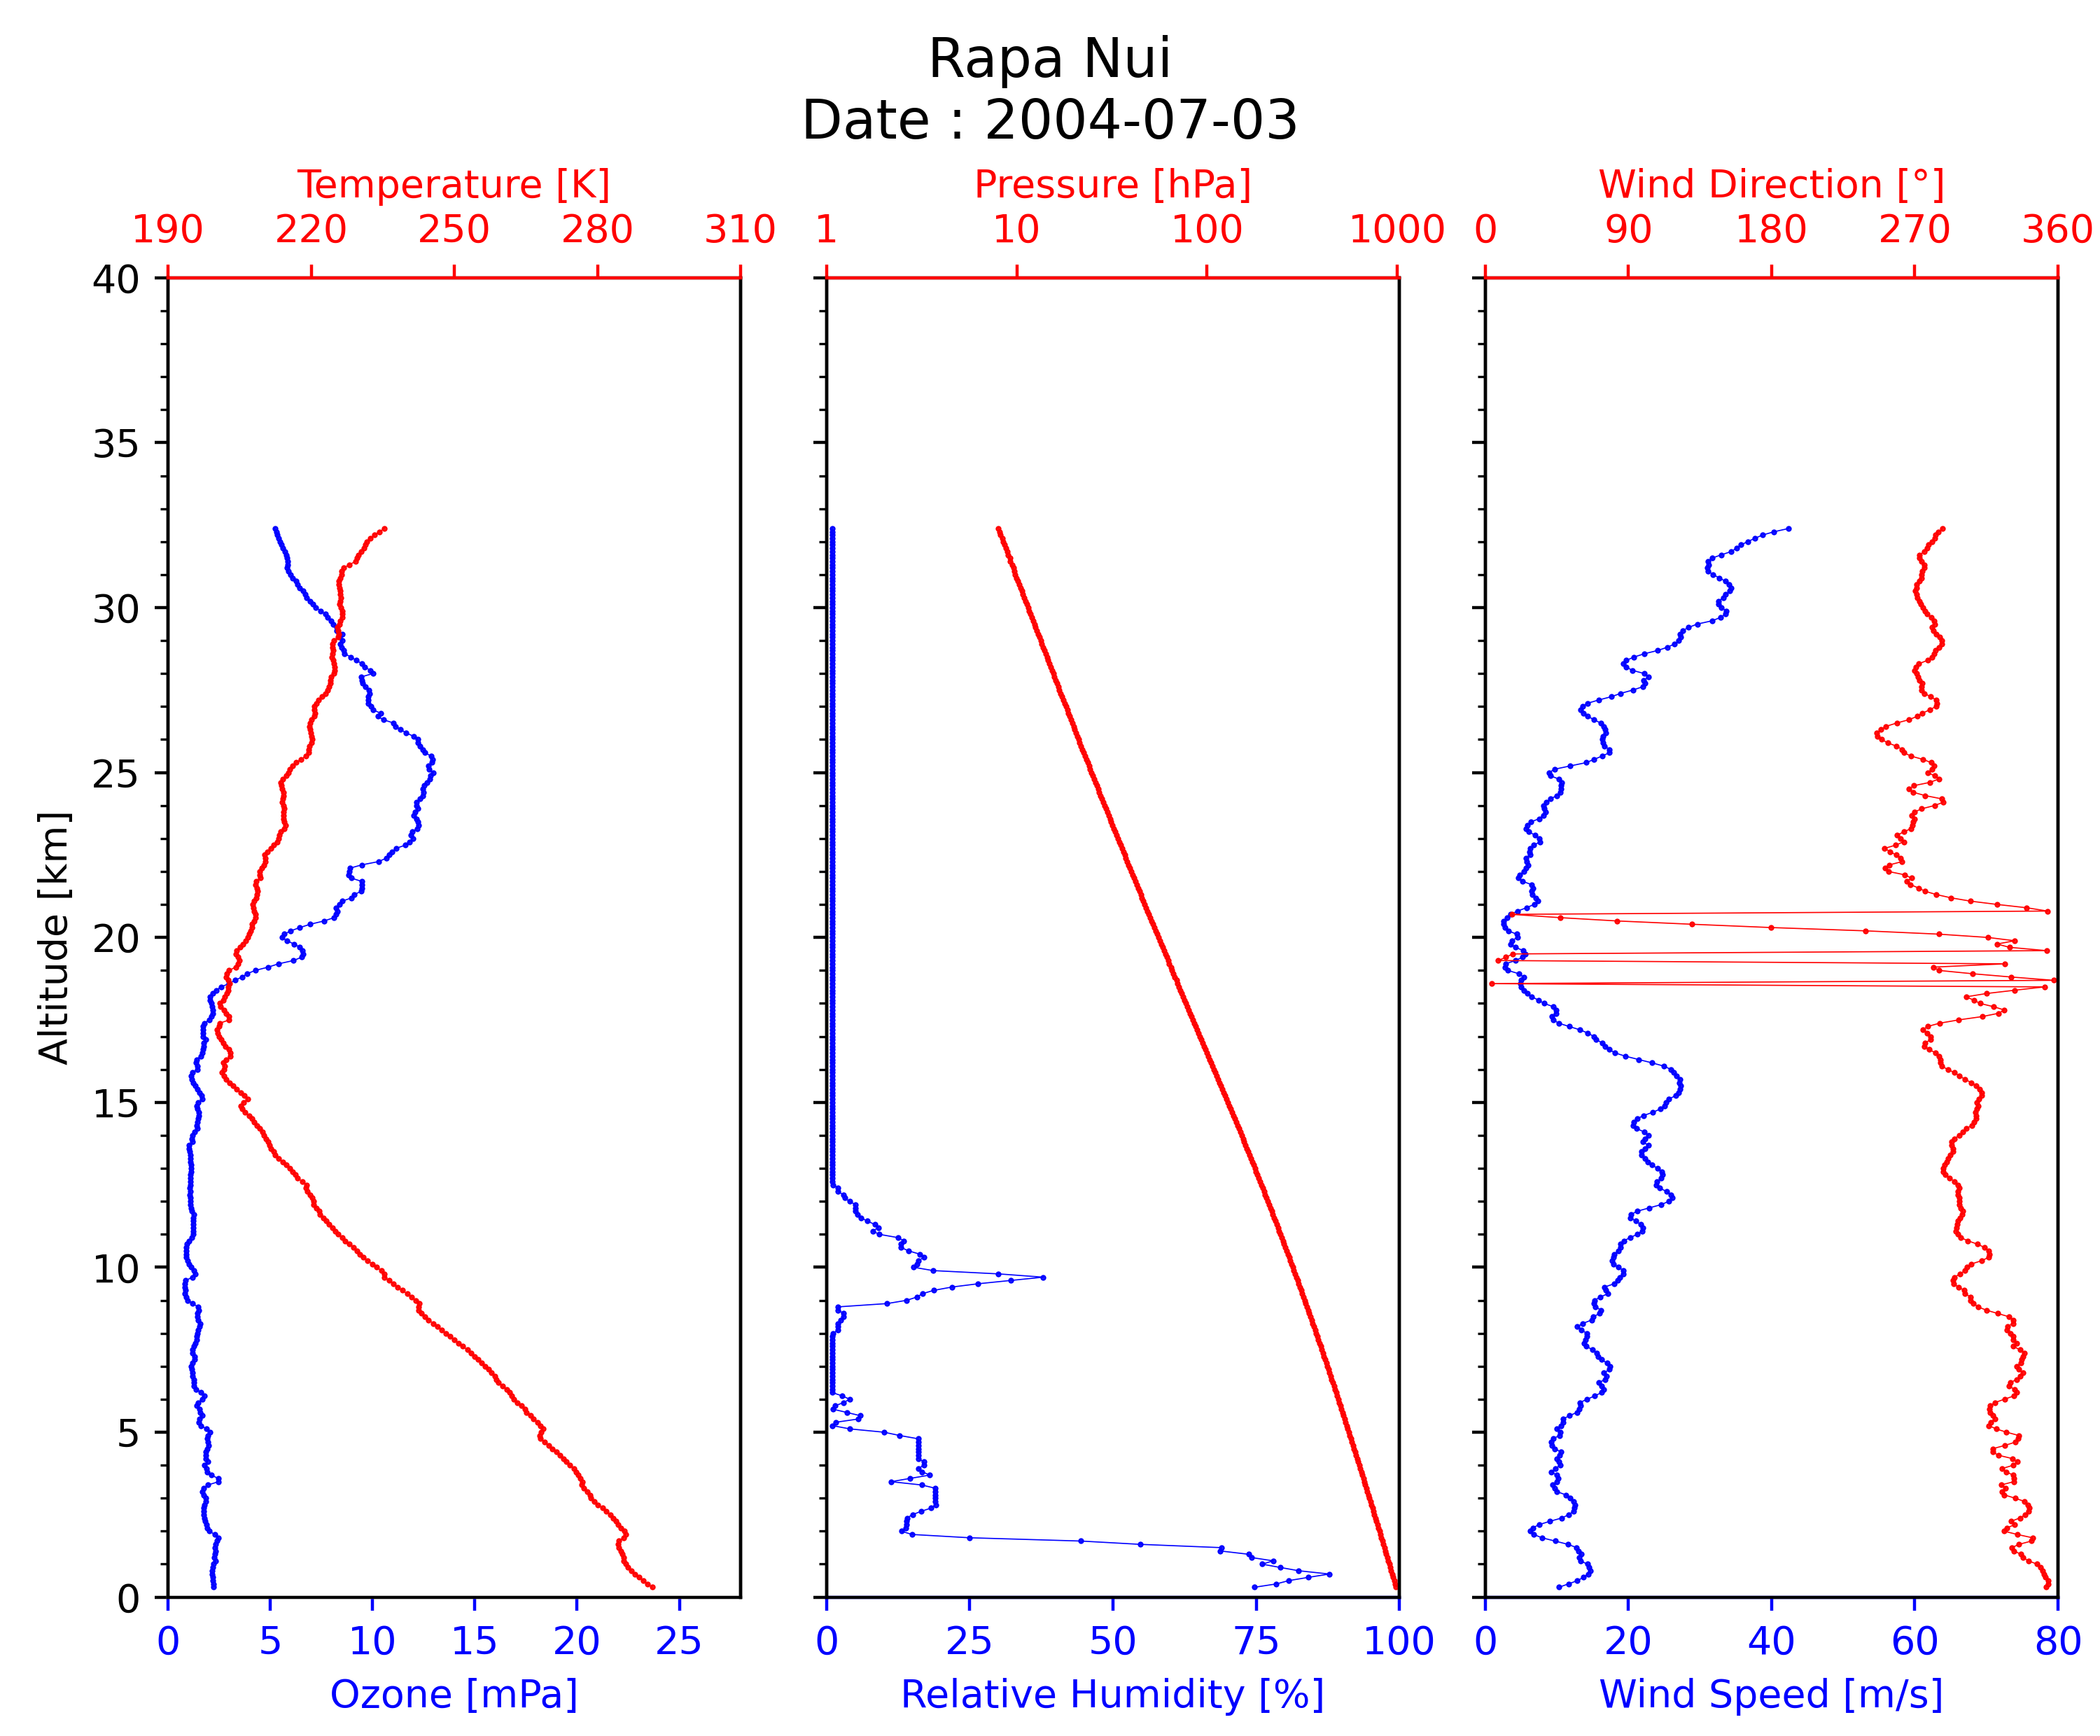 Rapa Nui
Date : 2004-07-03
Temperature [K]
190 220 250 280 310
Pressure [hPa]
1 10 100 1000
Wind Direction [°]
0 90 180 270 360
Altitude [km]
40
35
30
25
20
15
10
5
0
0 5 10 15 20 25
Ozone [mPa]
0 25 50 75 100
Relative Humidity [%]
0 20 40 60 80
Wind Speed [m/s]